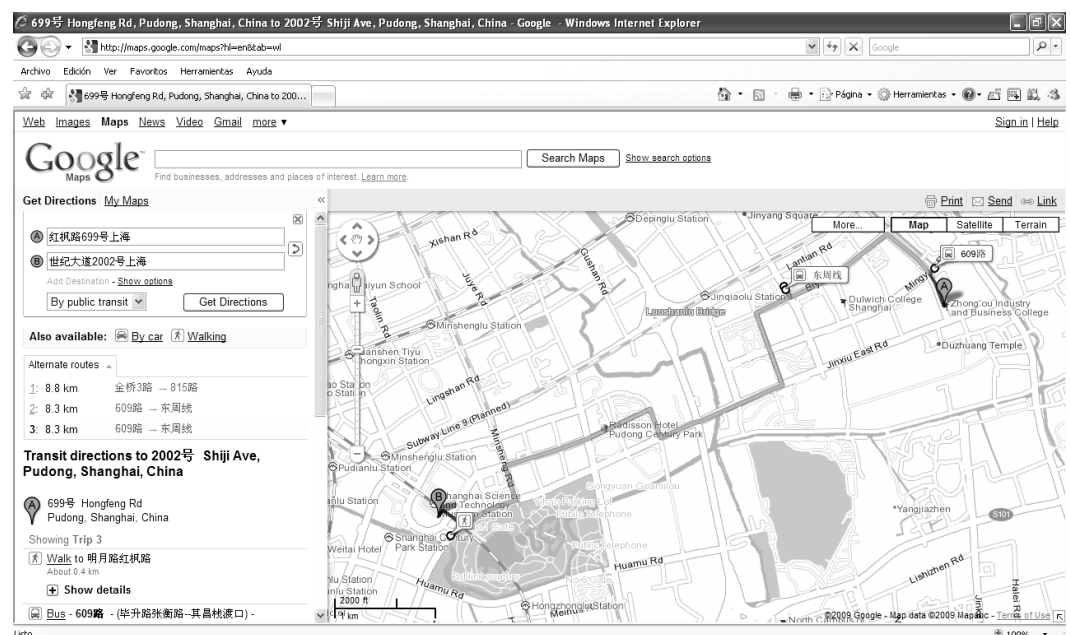 699号 Hongfeng Rd, Pudong, Shanghai, China to 2002号 Shiji Ave, Pudong, Shanghai, China - Google - Windows Internet Explorer
http://maps.google.com/maps?hl=en&tab=wl
Google
Archivo Edición Ver Favoritos Herramientas Ayuda
699号 Hongfeng Rd, Pudong, Shanghai, China to 200...
Página Herramientas
Web Images Maps News Video Gmail more ▼
Sign in | Help
Google Maps
Search Maps
Show search options
Find businesses, addresses and places of interest. Learn more.
Get Directions My Maps
«
Print Send Link
A 红枫路699号上海
B 世纪大道2002号上海
Add Destination - Show options
By public transit
Get Directions
Also available: By car Walking
Alternate routes
1: 8.8 km 金桥3路 → 815路
2: 8.3 km 609路 → 东周线
3: 8.3 km 609路 → 东周线
Transit directions to 2002号 Shiji Ave,
Pudong, Shanghai, China
A 699号 Hongfeng Rd
Pudong, Shanghai, China
Showing Trip 3
Walk to 明月路红枫路
About 0.4 km
Show details
Bus - 609路 - (毕升路张衡路--其昌栈渡口) -
More... Map Satellite Terrain
Depinglu Station
Jinyang Square
Xishan Rd
Gushan Rd
Lantian Rd
609路
东周线
A
Juye Rd
Taolin Rd
Jinqiaolu Station
Luoshanlu Bridge
Dulwich College
Shanghai
Zhong'ou Industry
and Business College
Minshenglu Station
Duzhuang Temple
Jinxiu East Rd
Lingshan Rd
Subway Line 9 (Planned)
Radisson Hotel
Pudong Century Park
Minsheng Rd
Minshenglu Station
Pudianlu Station
B
Shanghai Science
and Technology
Museum Station
Yangjiazhen
S101
Shanghai Century
Park Station
Weitai Hotel
Huamu Rd
Huamu Rd
No-6 Gate
Lishizhen Rd
Halei Rd
Hongzhonglu Station
2000 ft
1 km
North Campus of
©2009 Google - Map data ©2009 Mapabc - Terms of Use
Listo
100%